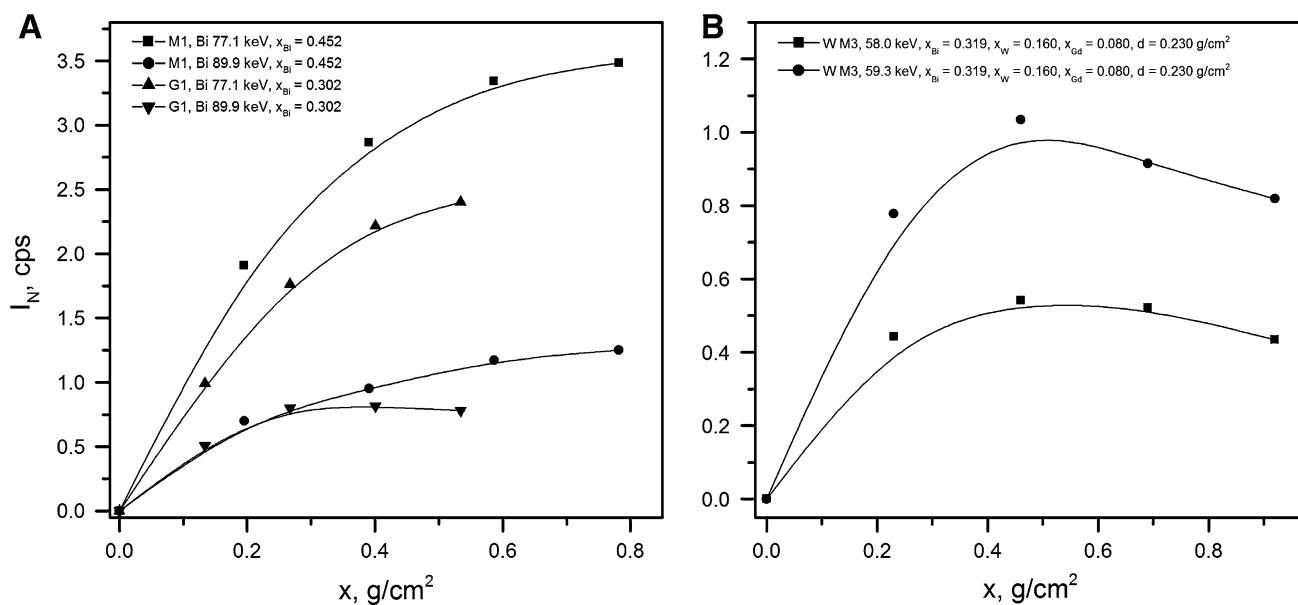 A
M1, Bi 77.1 keV, x_Bi = 0.452
M1, Bi 89.9 keV, x_Bi = 0.452
G1, Bi 77.1 keV, x_Bi = 0.302
G1, Bi 89.9 keV, x_Bi = 0.302
3.5
3.0
2.5
2.0
1.5
1.0
0.5
0.0
I_N, cps
0.0 0.2 0.4 0.6 0.8
x, g/cm²
B
W M3, 58.0 keV, x_Bi = 0.319, x_W = 0.160, x_Gd = 0.080, d = 0.230 g/cm²
W M3, 59.3 keV, x_Bi = 0.319, x_W = 0.160, x_Gd = 0.080, d = 0.230 g/cm²
1.2
1.0
0.8
0.6
0.4
0.2
0.0
0.0 0.2 0.4 0.6 0.8
x, g/cm²